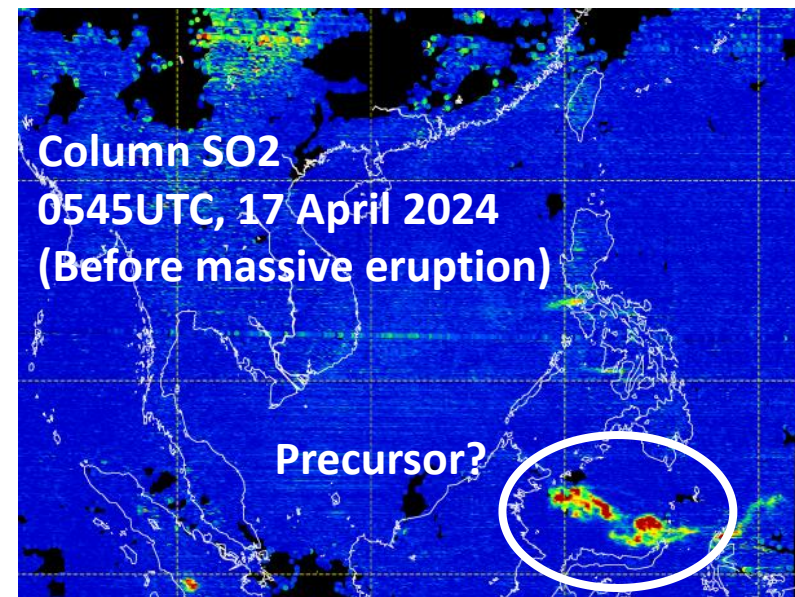 Column SO2
0545UTC, 17 April 2024
(Before massive eruption)
Precursor?